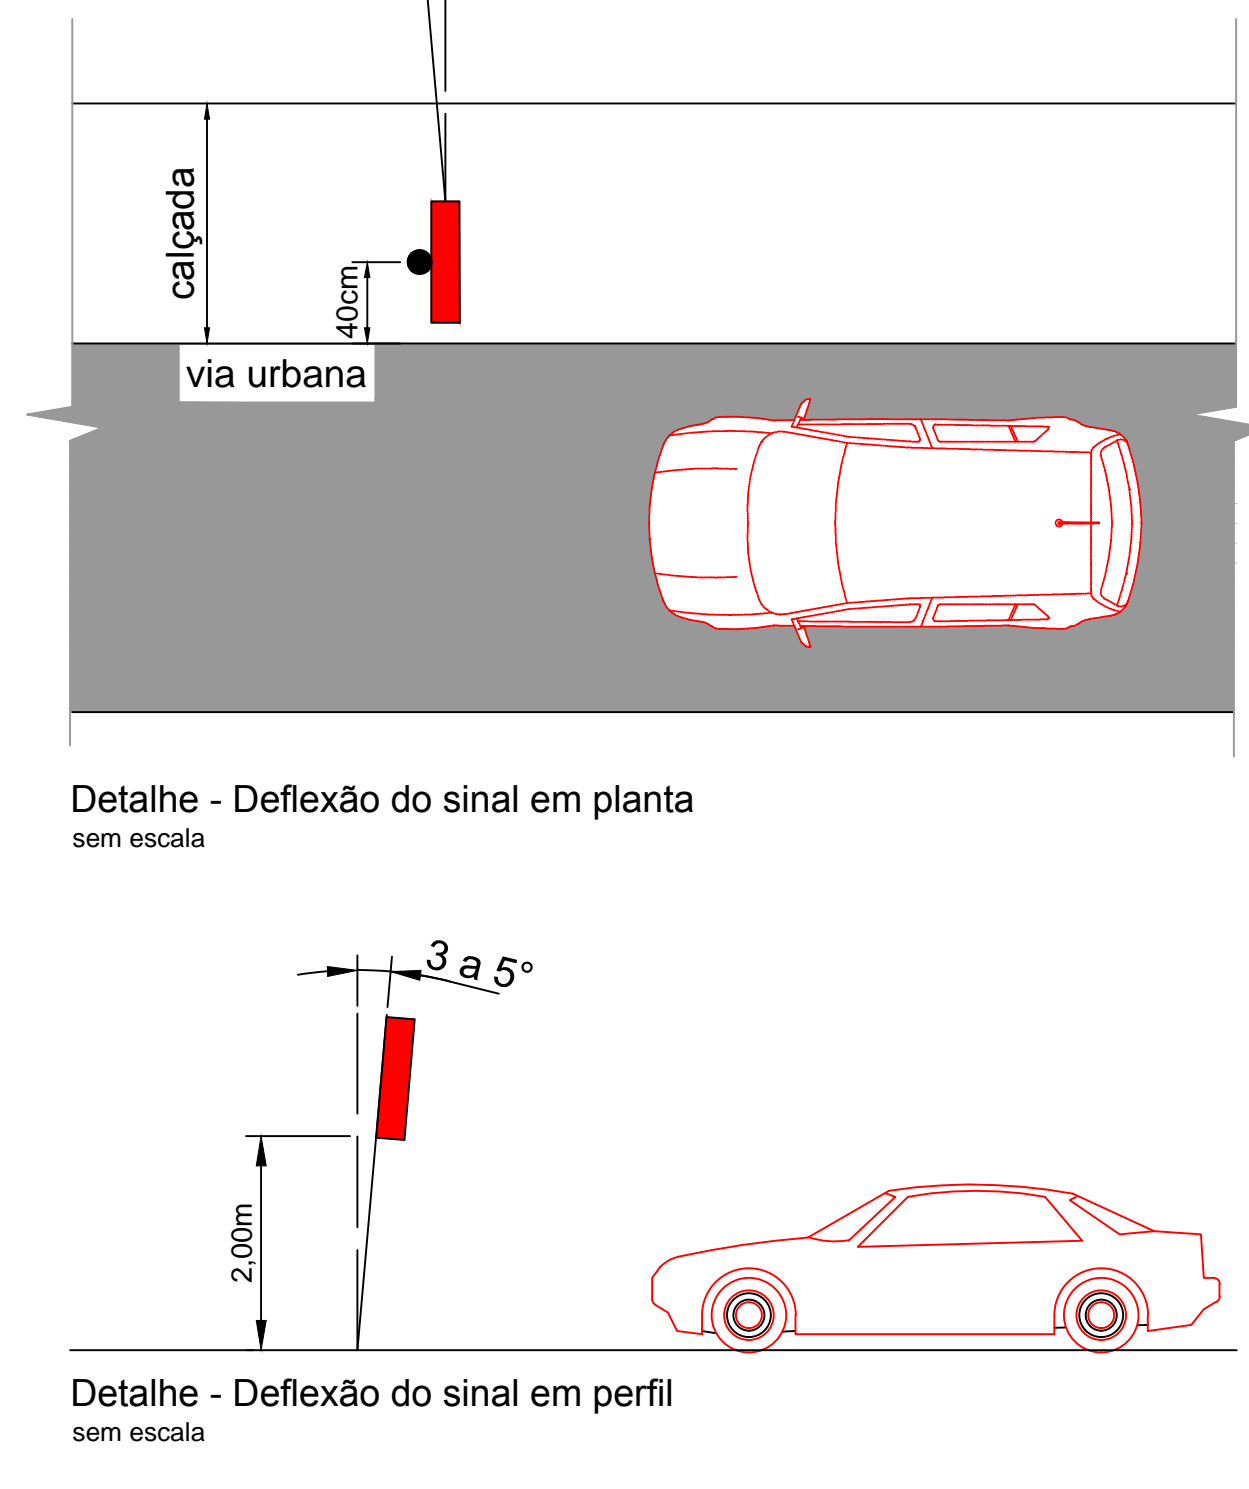 calçada
40cm
via urbana
Detalhe - Deflexão do sinal em planta
sem escala
3 a 5°
2,00m
Detalhe - Deflexão do sinal em perfil
sem escala